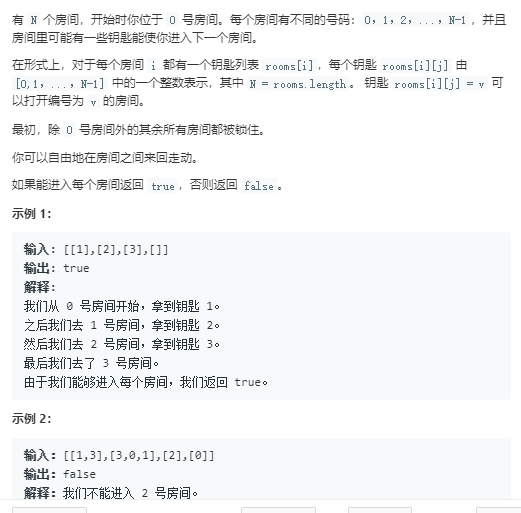 有 N 个房间，开始时你位于 0 号房间。每个房间有不同的号码：0，1，2，...，N-1，并且
房间里可能有一些钥匙能使你进入下一个房间。
在形式上，对于每个房间 i 都有一个钥匙列表 rooms[i]，每个钥匙 rooms[i][j] 由
[0,1，...，N-1] 中的一个整数表示，其中 N = rooms.length。 钥匙 rooms[i][j] = v 可
以打开编号为 v 的房间。
最初，除 0 号房间外的其余所有房间都被锁住。
你可以自由地在房间之间来回走动。
如果能进入每个房间返回 true，否则返回 false。
示例 1：
输入: [[1],[2],[3],[]]
输出: true
解释:
我们从 0 号房间开始，拿到钥匙 1。
之后我们去 1 号房间，拿到钥匙 2。
然后我们去 2 号房间，拿到钥匙 3。
最后我们去了 3 号房间。
由于我们能够进入每个房间，我们返回 true。
示例 2：
输入：[[1,3],[3,0,1],[2],[0]]
输出：false
解释：我们不能进入 2 号房间。